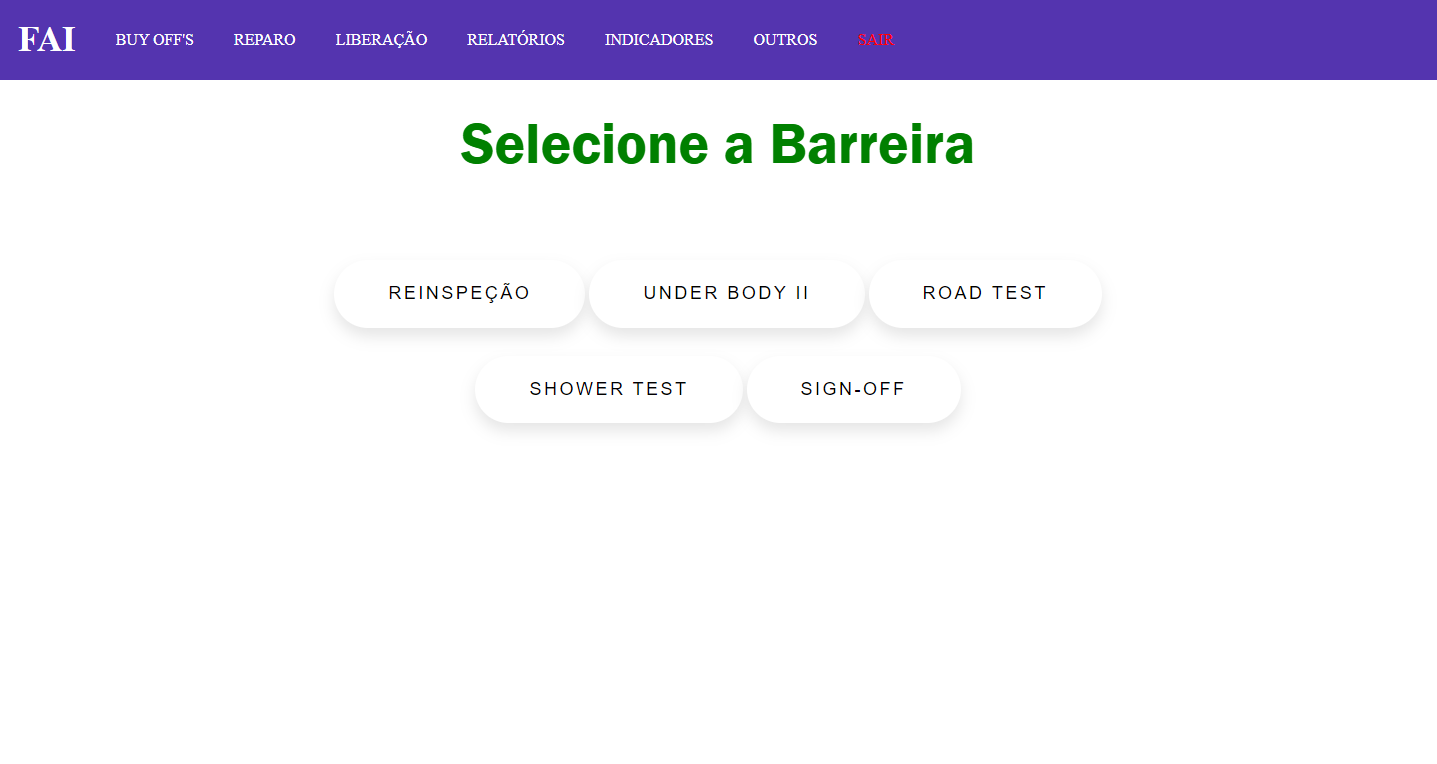 FAI BUY OFF'S REPARO LIBERAÇÃO RELATÓRIOS INDICADORES OUTROS SAIR
Selecione a Barreira
REINSPEÇÃO UNDER BODY II ROAD TEST
SHOWER TEST SIGN-OFF